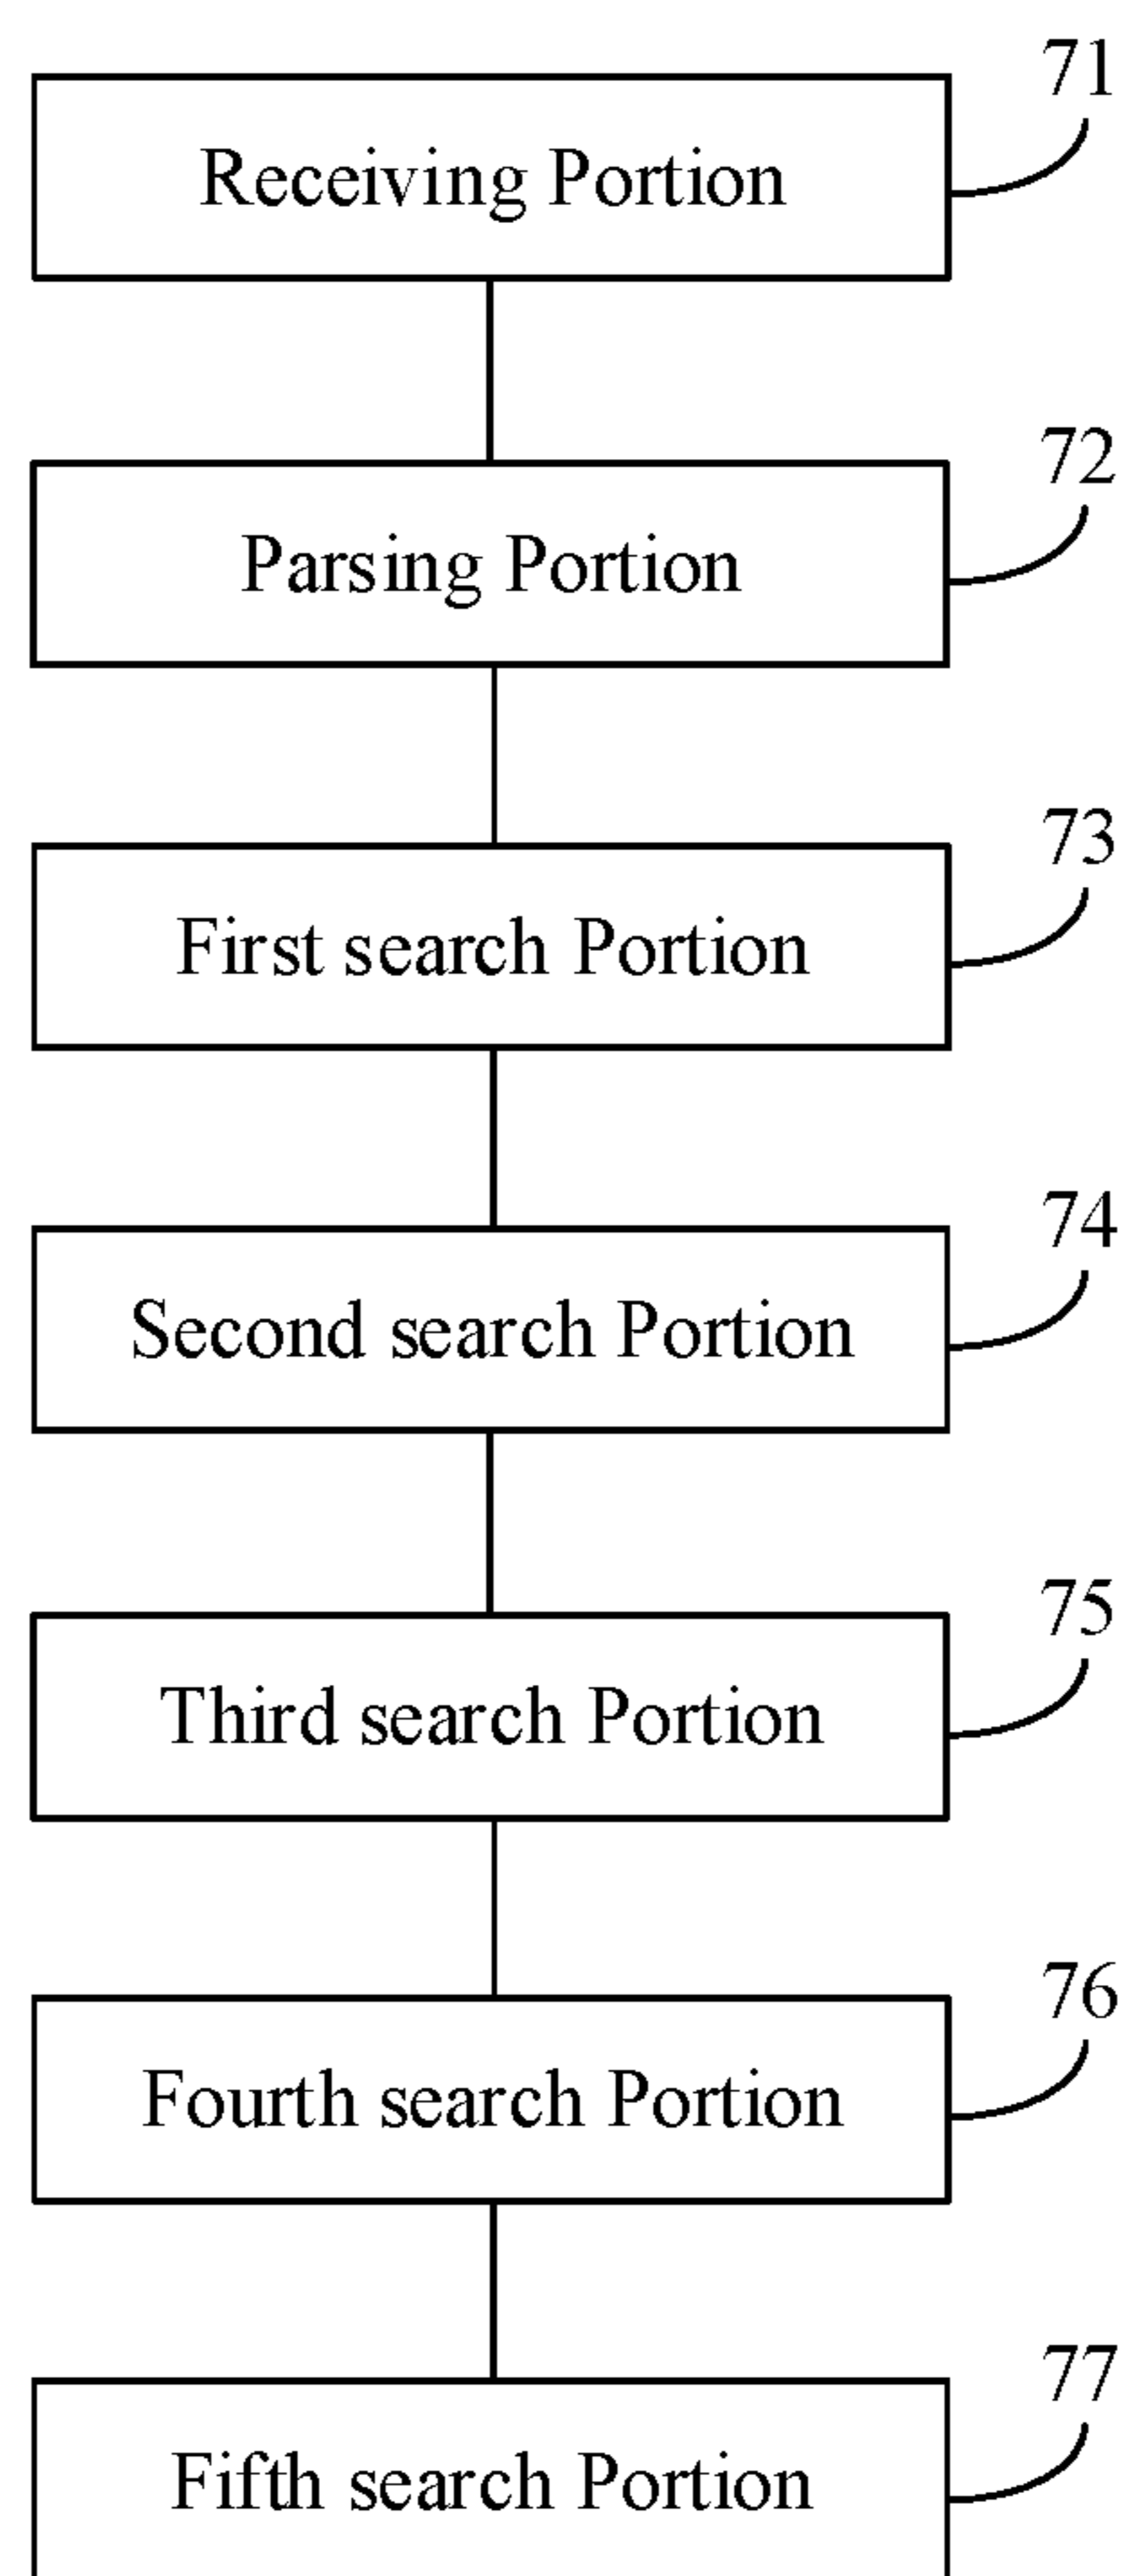 71
Receiving Portion
72
Parsing Portion
73
First search Portion
74
Second search Portion
75
Third search Portion
76
Fourth search Portion
77
Fifth search Portion